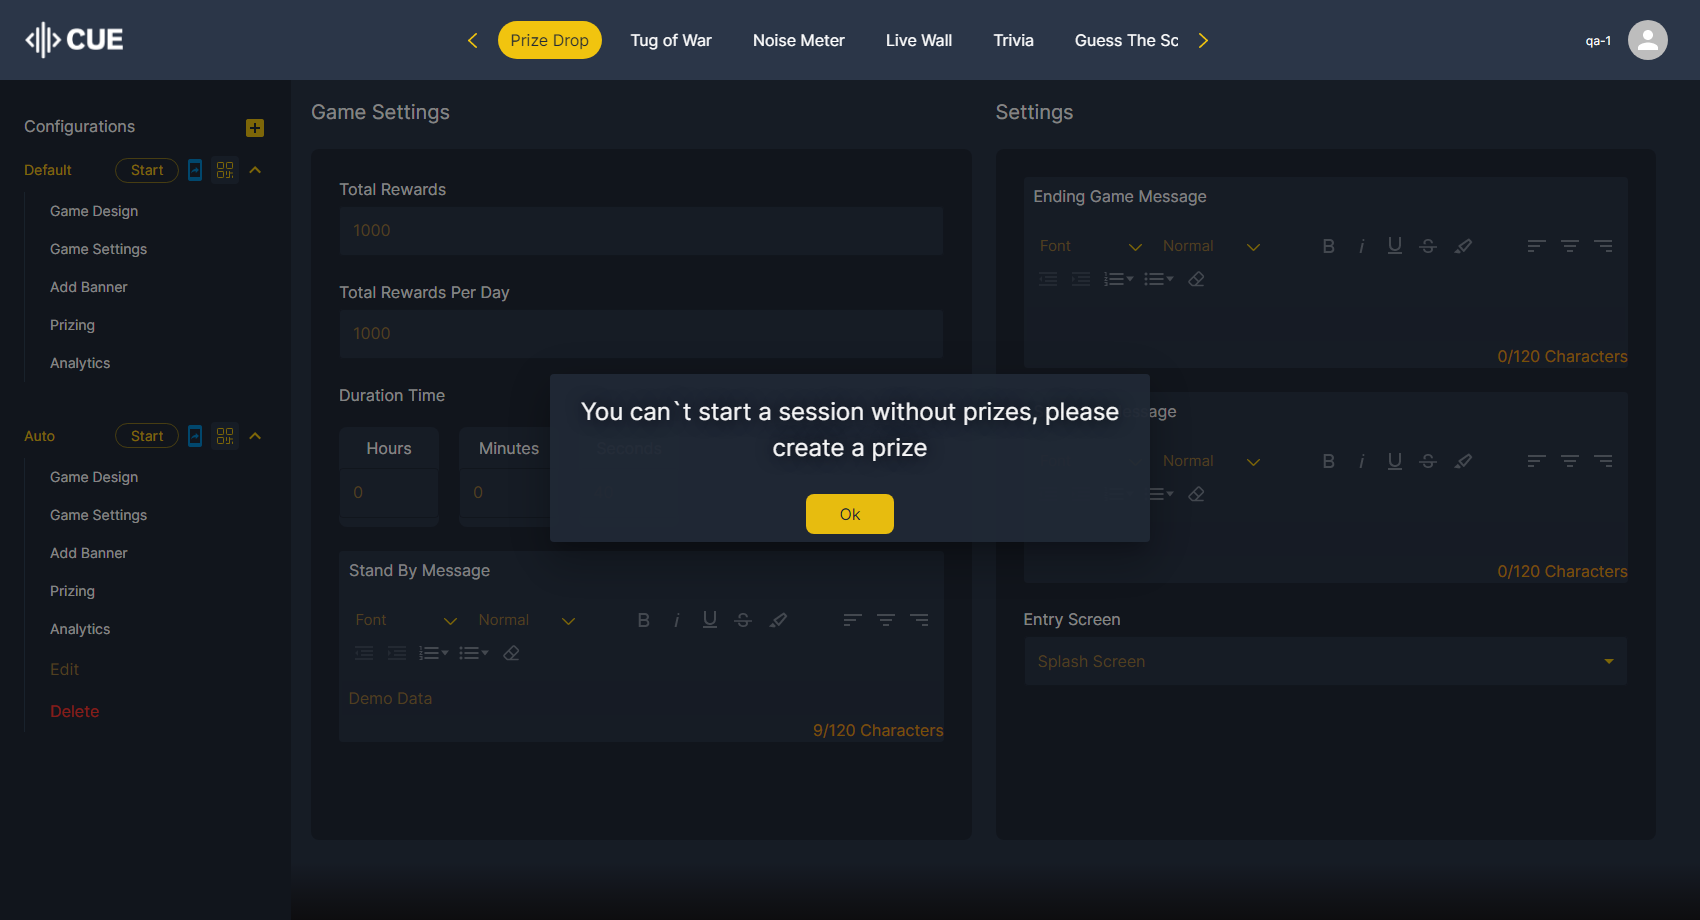 CUE
Prize Drop
Tug of War
Noise Meter
Live Wall
Trivia
Guess The Sc
qa-1
Configurations
Default
Start
Game Design
Game Settings
Add Banner
Prizing
Analytics
Auto
Start
Game Design
Game Settings
Add Banner
Prizing
Analytics
Edit
Delete
Game Settings
Total Rewards
1000
Total Rewards Per Day
1000
Duration Time
Hours
Minutes
Seconds
0
0
Stand By Message
Font
Normal
Demo Data
9/120 Characters
You can`t start a session without prizes, please
create a prize
Ok
Settings
Ending Game Message
Font
Normal
0/120 Characters
Normal
0/120 Characters
Entry Screen
Splash Screen